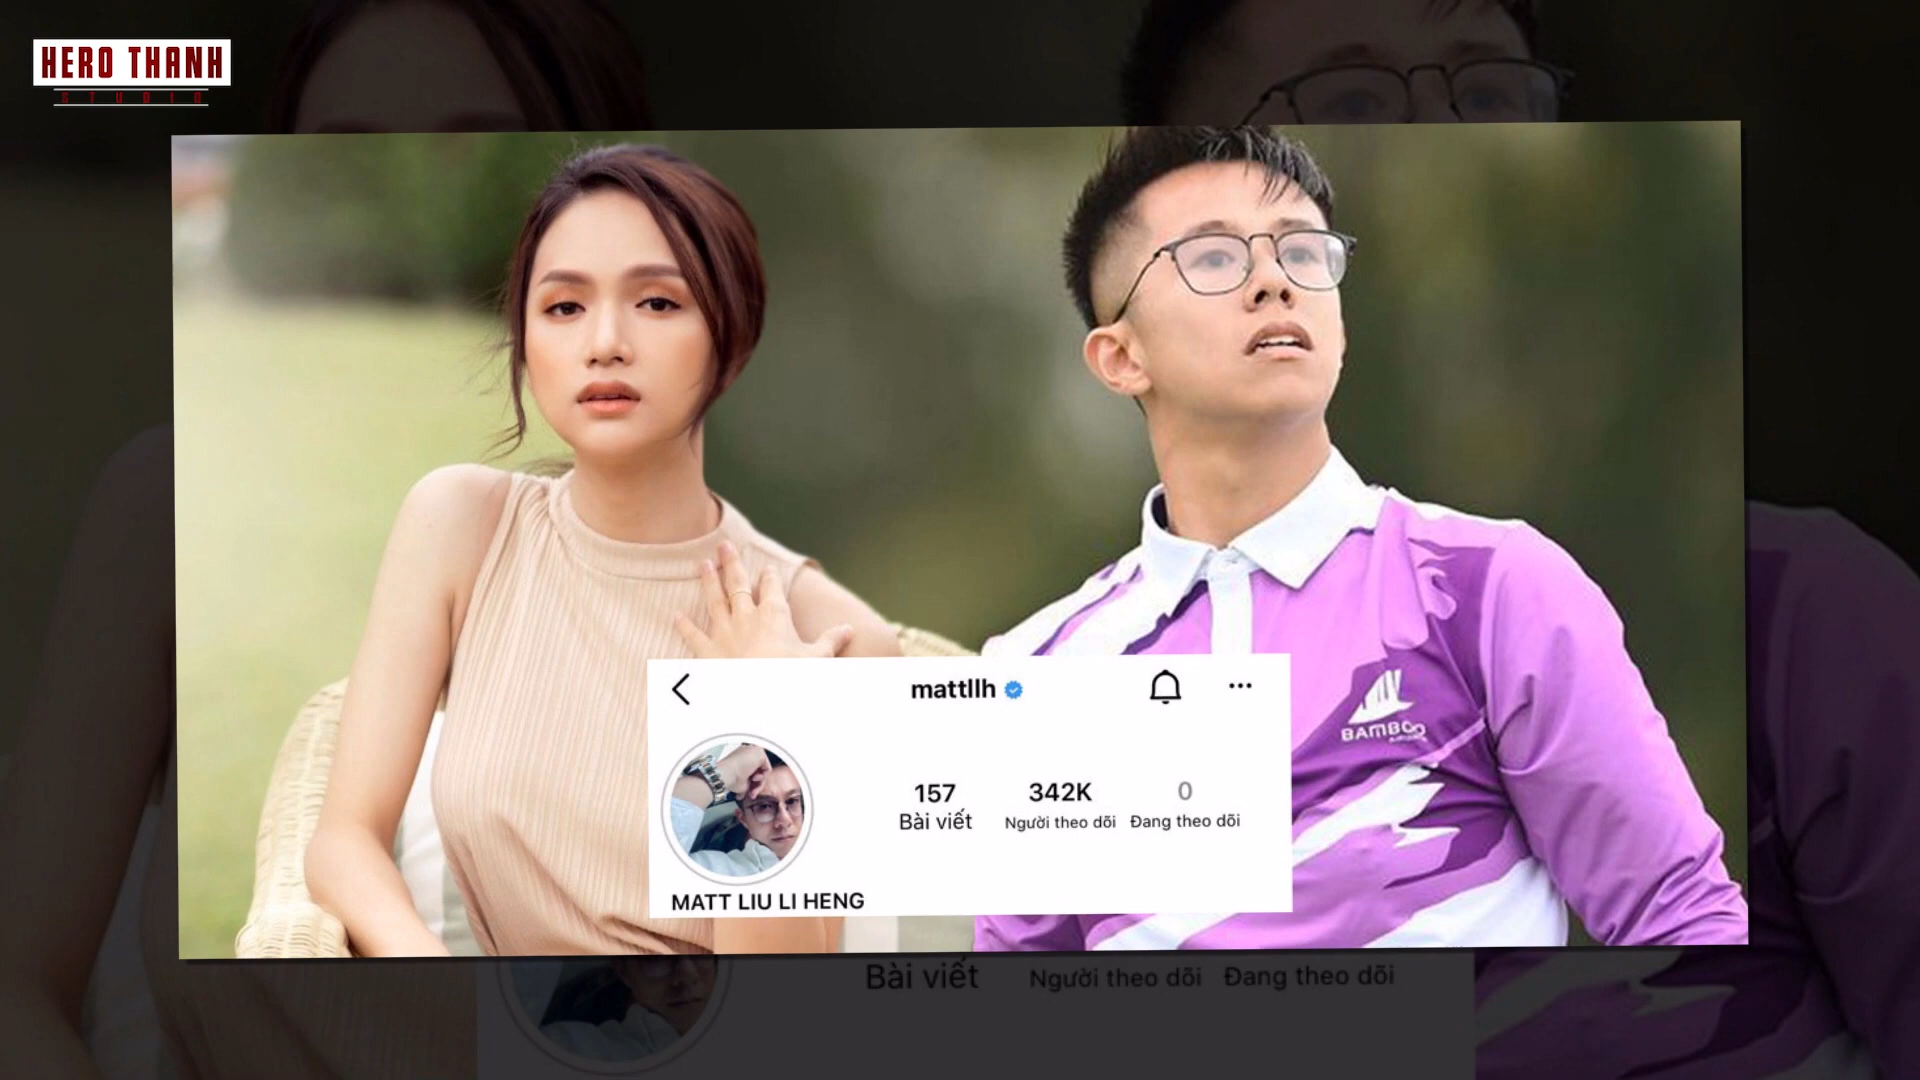 HERO THANH
STUDIO
mattllh
157
342K
0
Bài viết
Người theo dõi
Đang theo dõi
MATT LIU LI HENG
BAMBOO
Bài viết
Người theo dõi
Đang theo dõi